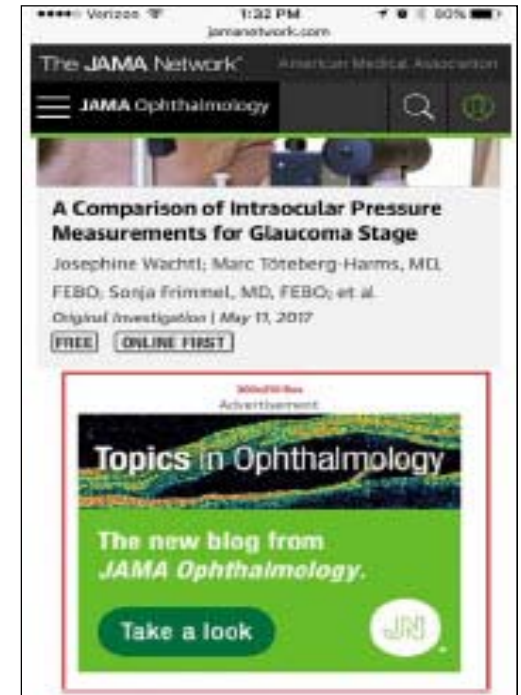 Verizon 1:32 PM 80%
jamanetwork.com
The JAMA Network American Medical Association
JAMA Ophthalmology
A Comparison of Intraocular Pressure
Measurements for Glaucoma Stage
Josephine Wachtl; Marc Töteberg-Harms, MD,
FEBO; Sonja Frimmel, MD, FEBO; et al
Original Investigation | May 11, 2017
FREE ONLINE FIRST
Advertisement
Topics in Ophthalmology
The new blog from
JAMA Ophthalmology.
Take a look
JN